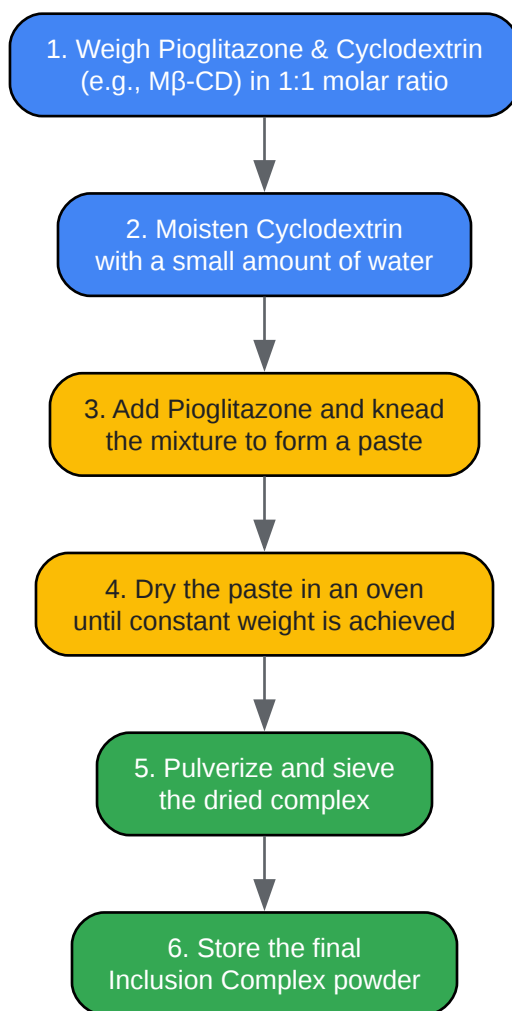 1. Weigh Pioglitazone & Cyclodextrin
(e.g., Mβ-CD) in 1:1 molar ratio
2. Moisten Cyclodextrin
with a small amount of water
3. Add Pioglitazone and knead
the mixture to form a paste
4. Dry the paste in an oven
until constant weight is achieved
5. Pulverize and sieve
the dried complex
6. Store the final
Inclusion Complex powder